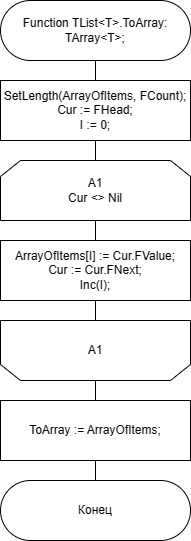 Function TList<T>.ToArray:
TArray<T>;
SetLength(ArrayOfItems, FCount);
Cur := FHead;
I := 0;
A1
Cur <> Nil
ArrayOfItems[I] := Cur.FValue;
Cur := Cur.FNext;
Inc(I);
A1
ToArray := ArrayOfItems;
Конец